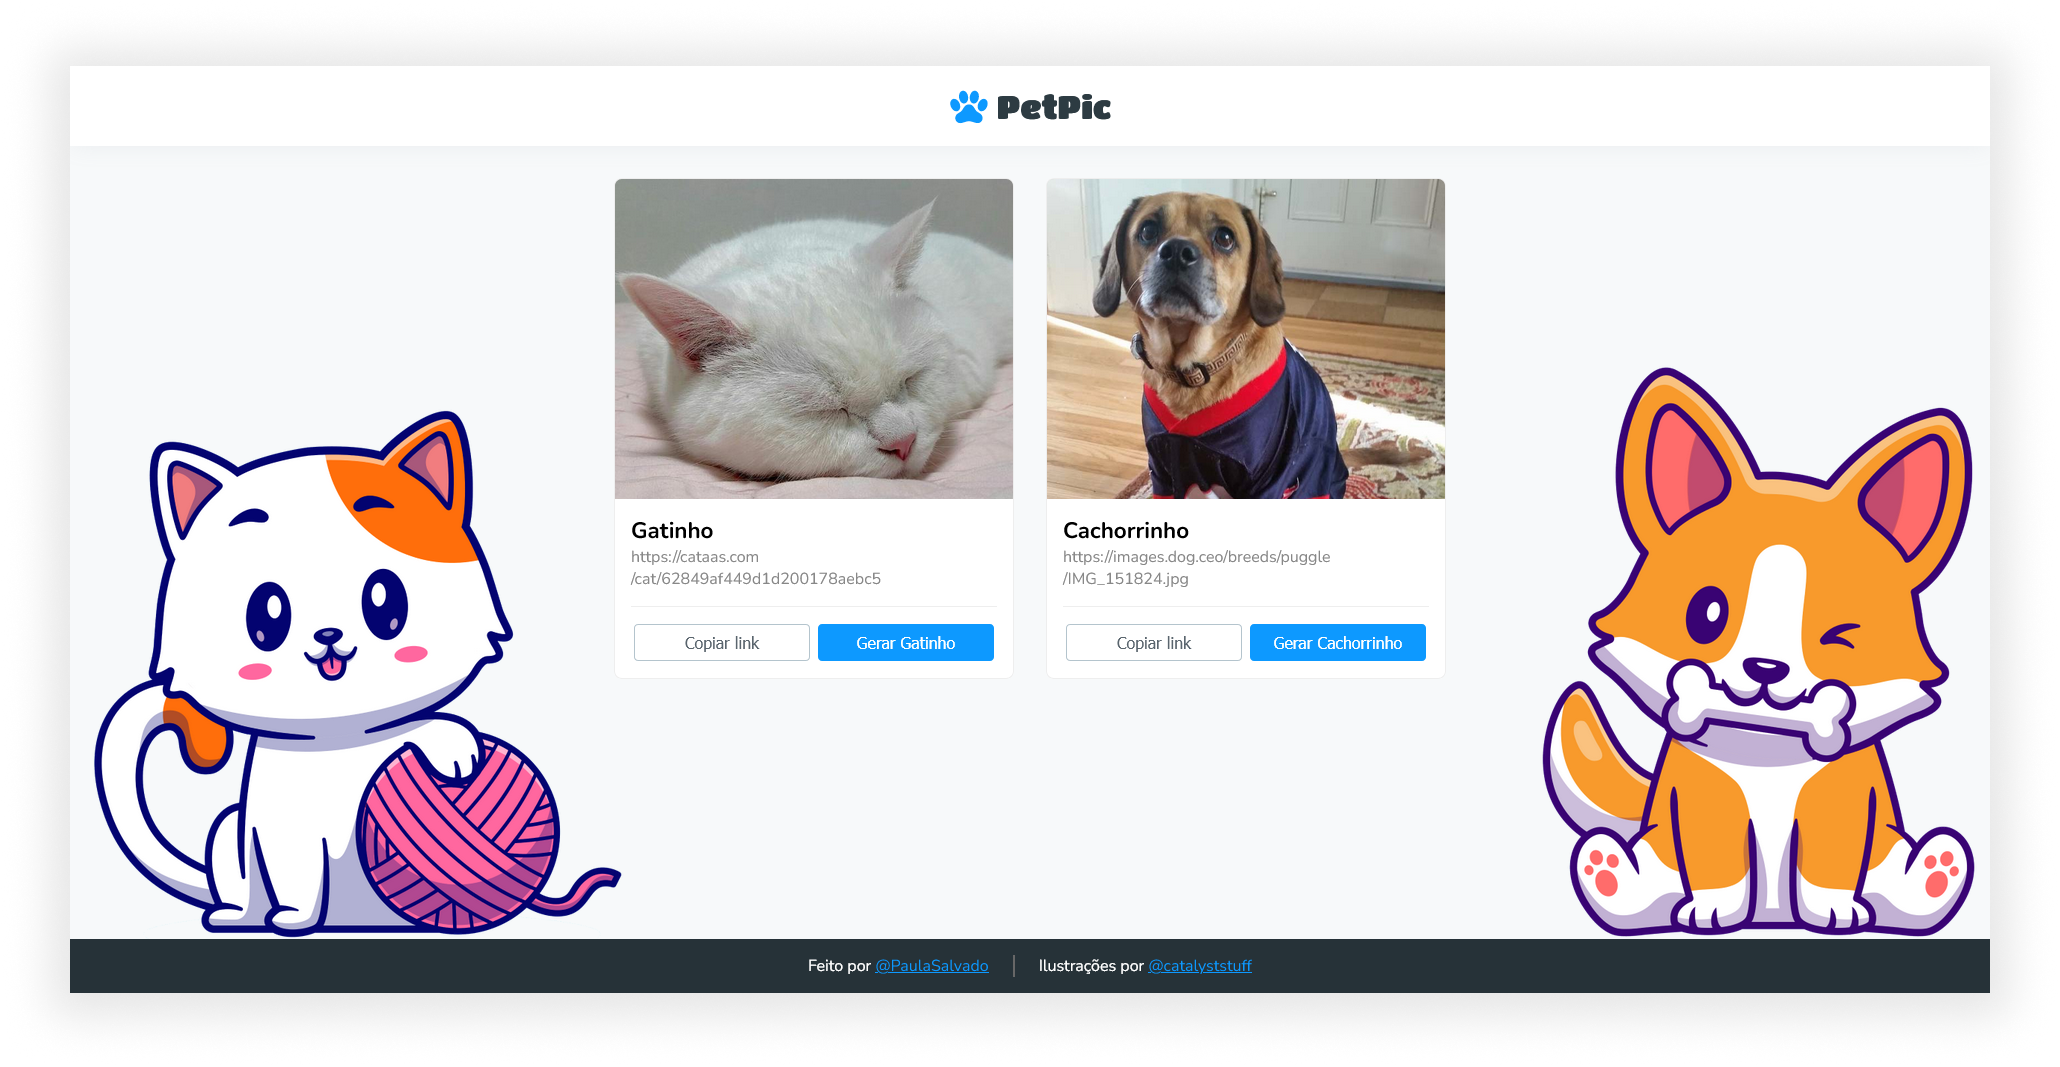 PetPic
Gatinho
https://cataas.com
/cat/62849af449d1d200178aebc5
Copiar link
Gerar Gatinho
Cachorrinho
https://images.dog.ceo/breeds/puggle
/IMG_151824.jpg
Copiar link
Gerar Cachorrinho
Feito por @PaulaSalvado
Ilustrações por @catalyststuff